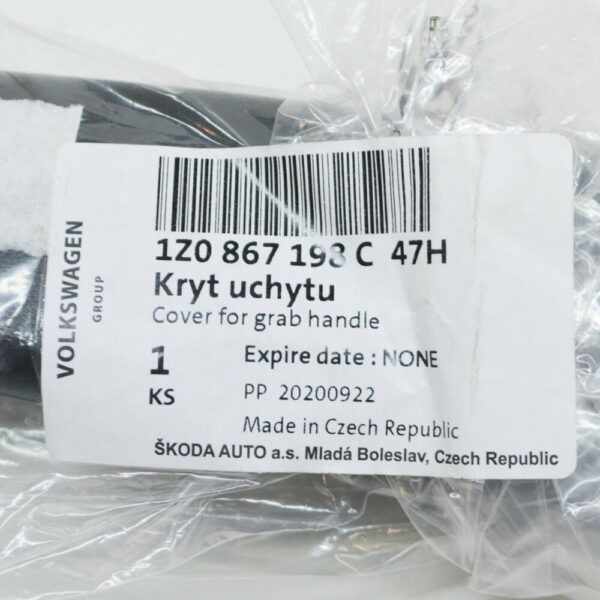 VOLKSWAGEN
GROUP
1Z0 867 198 C 47H
Kryt uchytu
Cover for grab handle
1
KS
Expire date : NONE
PP 20200922
Made in Czech Republic
ŠKODA AUTO a.s. Mladá Boleslav, Czech Republic